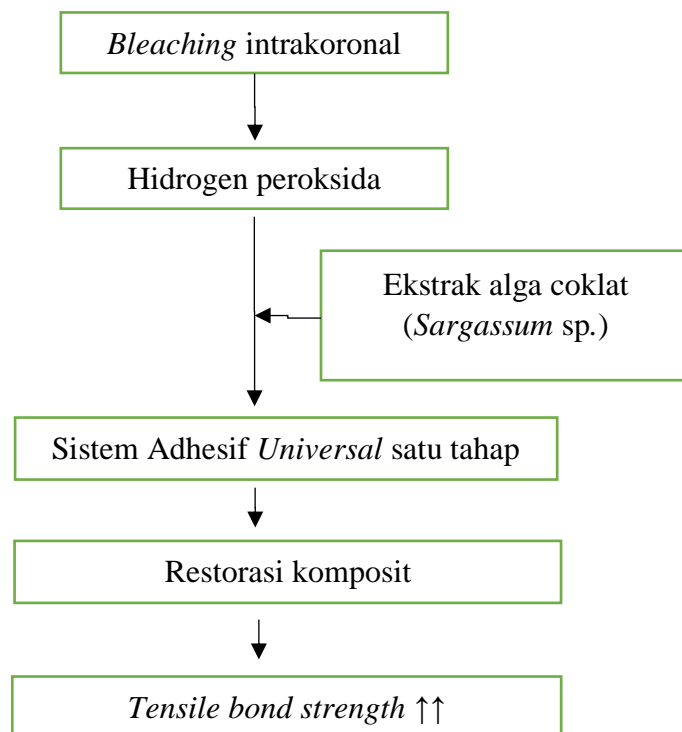 Bleaching intrakoronal
Hidrogen peroksida
Ekstrak alga coklat
(Sargassum sp.)
Sistem Adhesif Universal satu tahap
Restorasi komposit
Tensile bond strength ↑↑